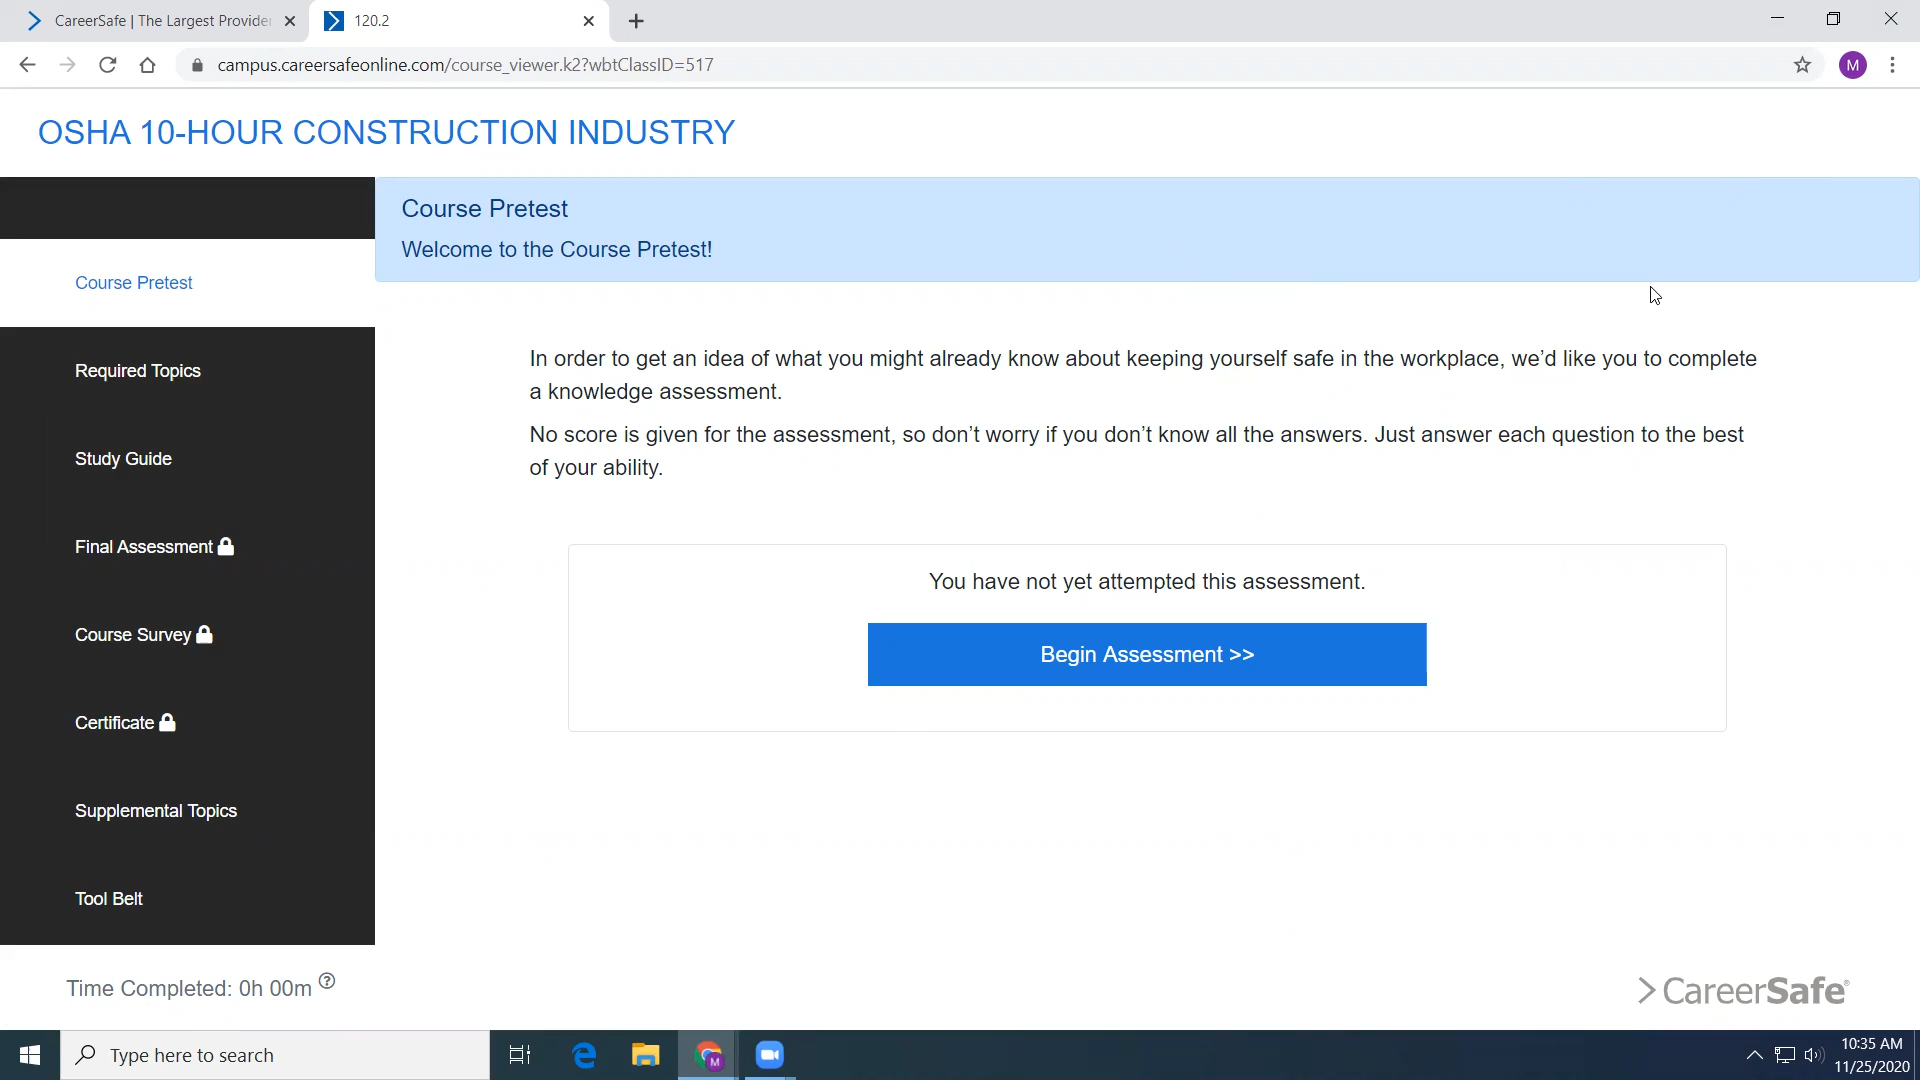 CareerSafe | The Largest Provide
120.2
campus.careersafeonline.com/course_viewer.k2?wbtClassID=517
M
OSHA 10-HOUR CONSTRUCTION INDUSTRY
Course Pretest
Welcome to the Course Pretest!
Course Pretest
Required Topics
Study Guide
Final Assessment
Course Survey
Certificate
Supplemental Topics
Tool Belt
In order to get an idea of what you might already know about keeping yourself safe in the workplace, we’d like you to complete
a knowledge assessment.
No score is given for the assessment, so don’t worry if you don’t know all the answers. Just answer each question to the best
of your ability.
You have not yet attempted this assessment.
Begin Assessment >>
Time Completed: 0h 00m ?
CareerSafe®
Type here to search
M
10:35 AM
11/25/2020